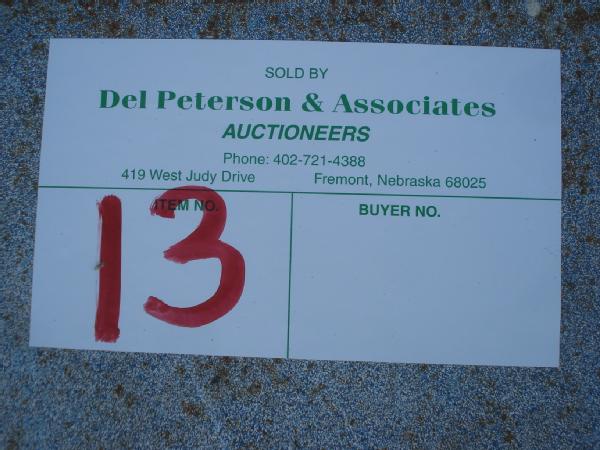 SOLD BY
Del Peterson & Associates
AUCTIONEERS
Phone: 402-721-4388
419 West Judy Drive Fremont, Nebraska 68025
ITEM NO. BUYER NO.
13